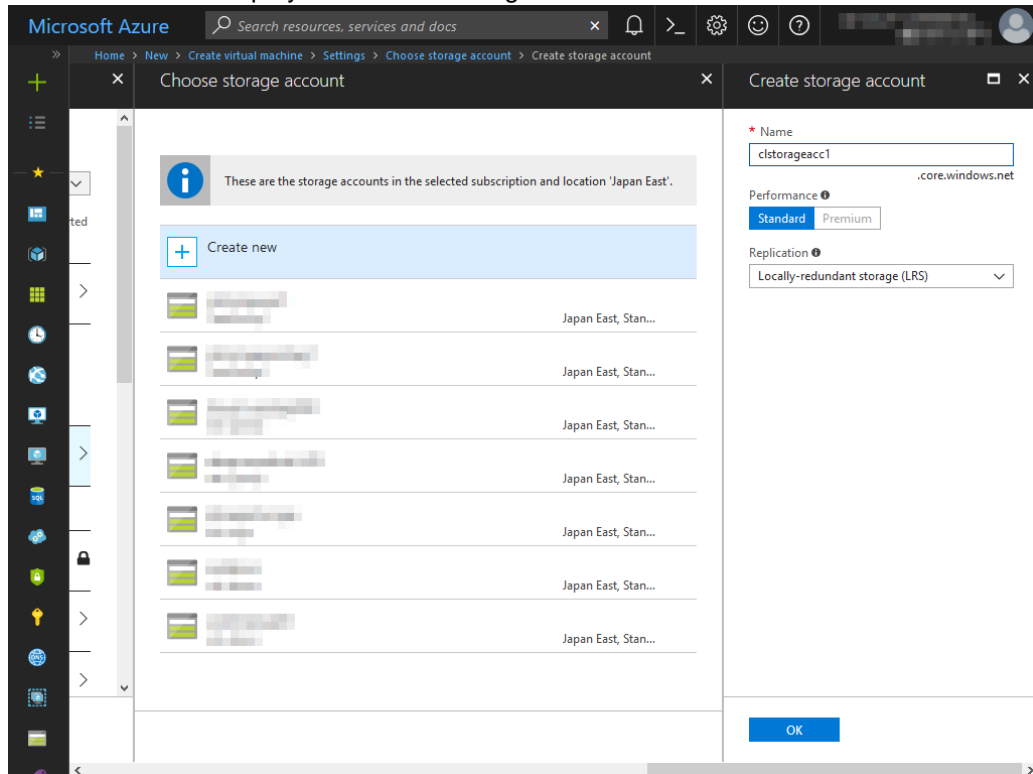 Microsoft Azure
Search resources, services and docs
Home > New > Create virtual machine > Settings > Choose storage account > Create storage account
Choose storage account
Create storage account
rted
These are the storage accounts in the selected subscription and location 'Japan East'.
Create new
Japan East, Stan...
Japan East, Stan...
Japan East, Stan...
Japan East, Stan...
Japan East, Stan...
Japan East, Stan...
Japan East, Stan...
* Name
clstorageacc1
.core.windows.net
Performance
Standard Premium
Replication
Locally-redundant storage (LRS)
OK
SQL
DNS